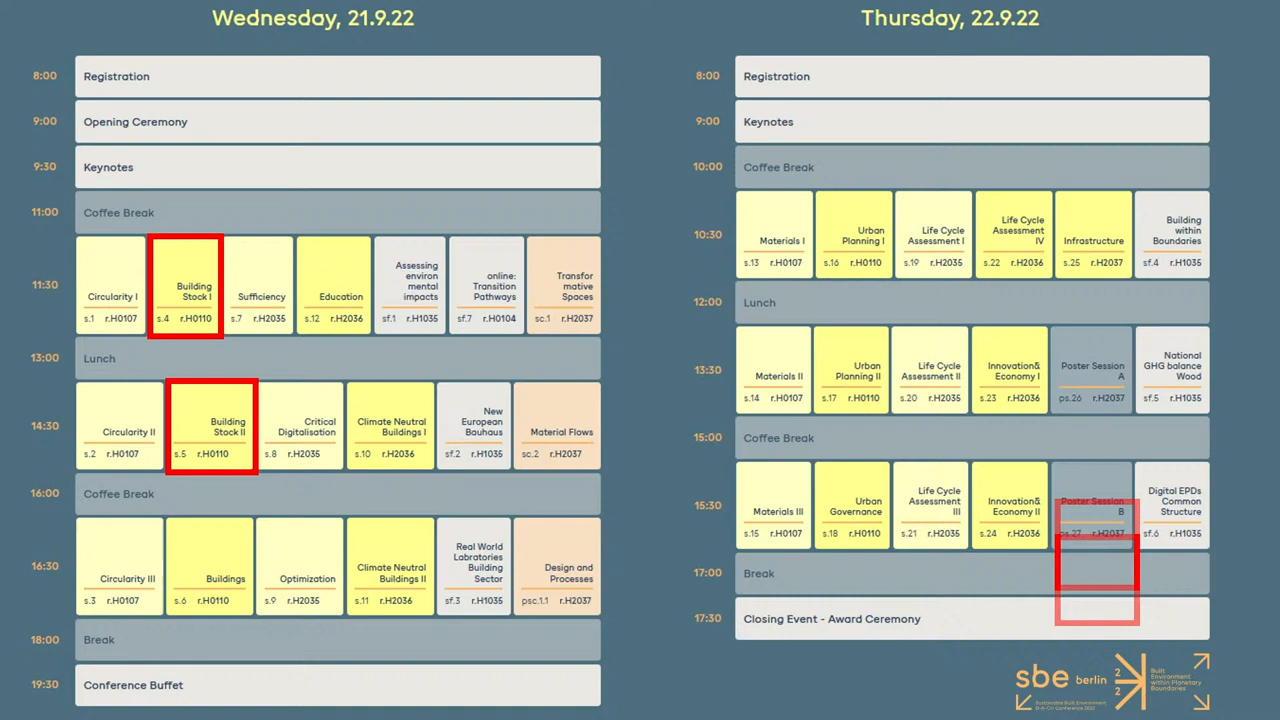 Wednesday, 21.9.22
8:00 Registration
9:00 Opening Ceremony
9:30 Keynotes
11:00 Coffee Break
11:30
Circularity I
s.1 r.H0107
Building
Stock I
s.4 r.H0110
Sufficiency
s.7 r.H2035
Education
s.12 r.H2036
Assessing
environ
mental
impacts
sf.1 r.H1035
online:
Transition
Pathways
sf.7 r.H0104
Transfor
mative
Spaces
sc.1 r.H2037
13:00 Lunch
14:30
Circularity II
s.2 r.H0107
Building
Stock II
s.5 r.H0110
Critical
Digitalisation
s.8 r.H2035
Climate Neutral
Buildings I
s.10 r.H2036
New
European
Bauhaus
sf.2 r.H1035
Material Flows
sc.2 r.H2037
16:00 Coffee Break
16:30
Circularity III
s.3 r.H0107
Buildings
s.6 r.H0110
Optimization
s.9 r.H2035
Climate Neutral
Buildings II
s.11 r.H2036
Real World
Labratories
Building
Sector
sf.3 r.H1035
Design and
Processes
psc.1.1 r.H2037
18:00 Break
19:30 Conference Buffet
Thursday, 22.9.22
8:00 Registration
9:00 Keynotes
10:00 Coffee Break
10:30
Materials I
s.13 r.H0107
Urban
Planning I
s.16 r.H0110
Life Cycle
Assessment I
s.19 r.H2035
Life Cycle
Assessment
IV
s.22 r.H2036
Infrastructure
s.25 r.H2037
Building
within
Boundaries
sf.4 r.H1035
12:00 Lunch
13:30
Materials II
s.14 r.H0107
Urban
Planning II
s.17 r.H0110
Life Cycle
Assessment II
s.20 r.H2035
Innovation&
Economy I
s.23 r.H2036
Poster Session
A
ps.26 r.H2037
National
GHG balance
Wood
sf.5 r.H1035
15:00 Coffee Break
15:30
Materials III
s.15 r.H0107
Urban
Governance
s.18 r.H0110
Life Cycle
Assessment
III
s.21 r.H2035
Innovation&
Economy II
s.24 r.H2036
Poster Session
B
ps.27 r.H2037
Digital EPDs
Common
Structure
sf.6 r.H1035
17:00 Break
17:30 Closing Event - Award Ceremony
sbe berlin
22
Built
Environment
within Planetary
Boundaries
Sustainable Built Environment
D-A-CH Conference 2022